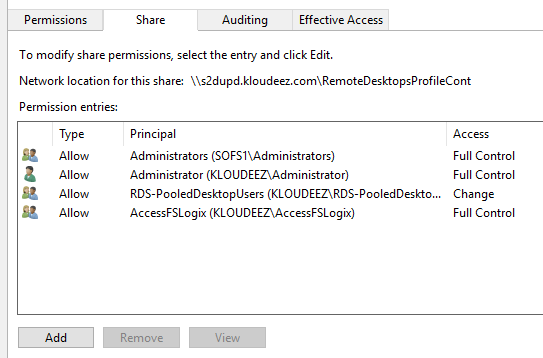 Permissions Share Auditing Effective Access
To modify share permissions, select the entry and click Edit.
Network location for this share: \\s2dupd.kloudeez.com\RemoteDesktopsProfileCont
Permission entries:
Type Principal Access
Allow Administrators (SOFS1\Administrators) Full Control
Allow Administrator (KLOUDEEZ\Administrator) Full Control
Allow RDS-PooledDesktopUsers (KLOUDEEZ\RDS-PooledDeskto... Change
Allow AccessFSLogix (KLOUDEEZ\AccessFSLogix) Full Control
Add Remove View